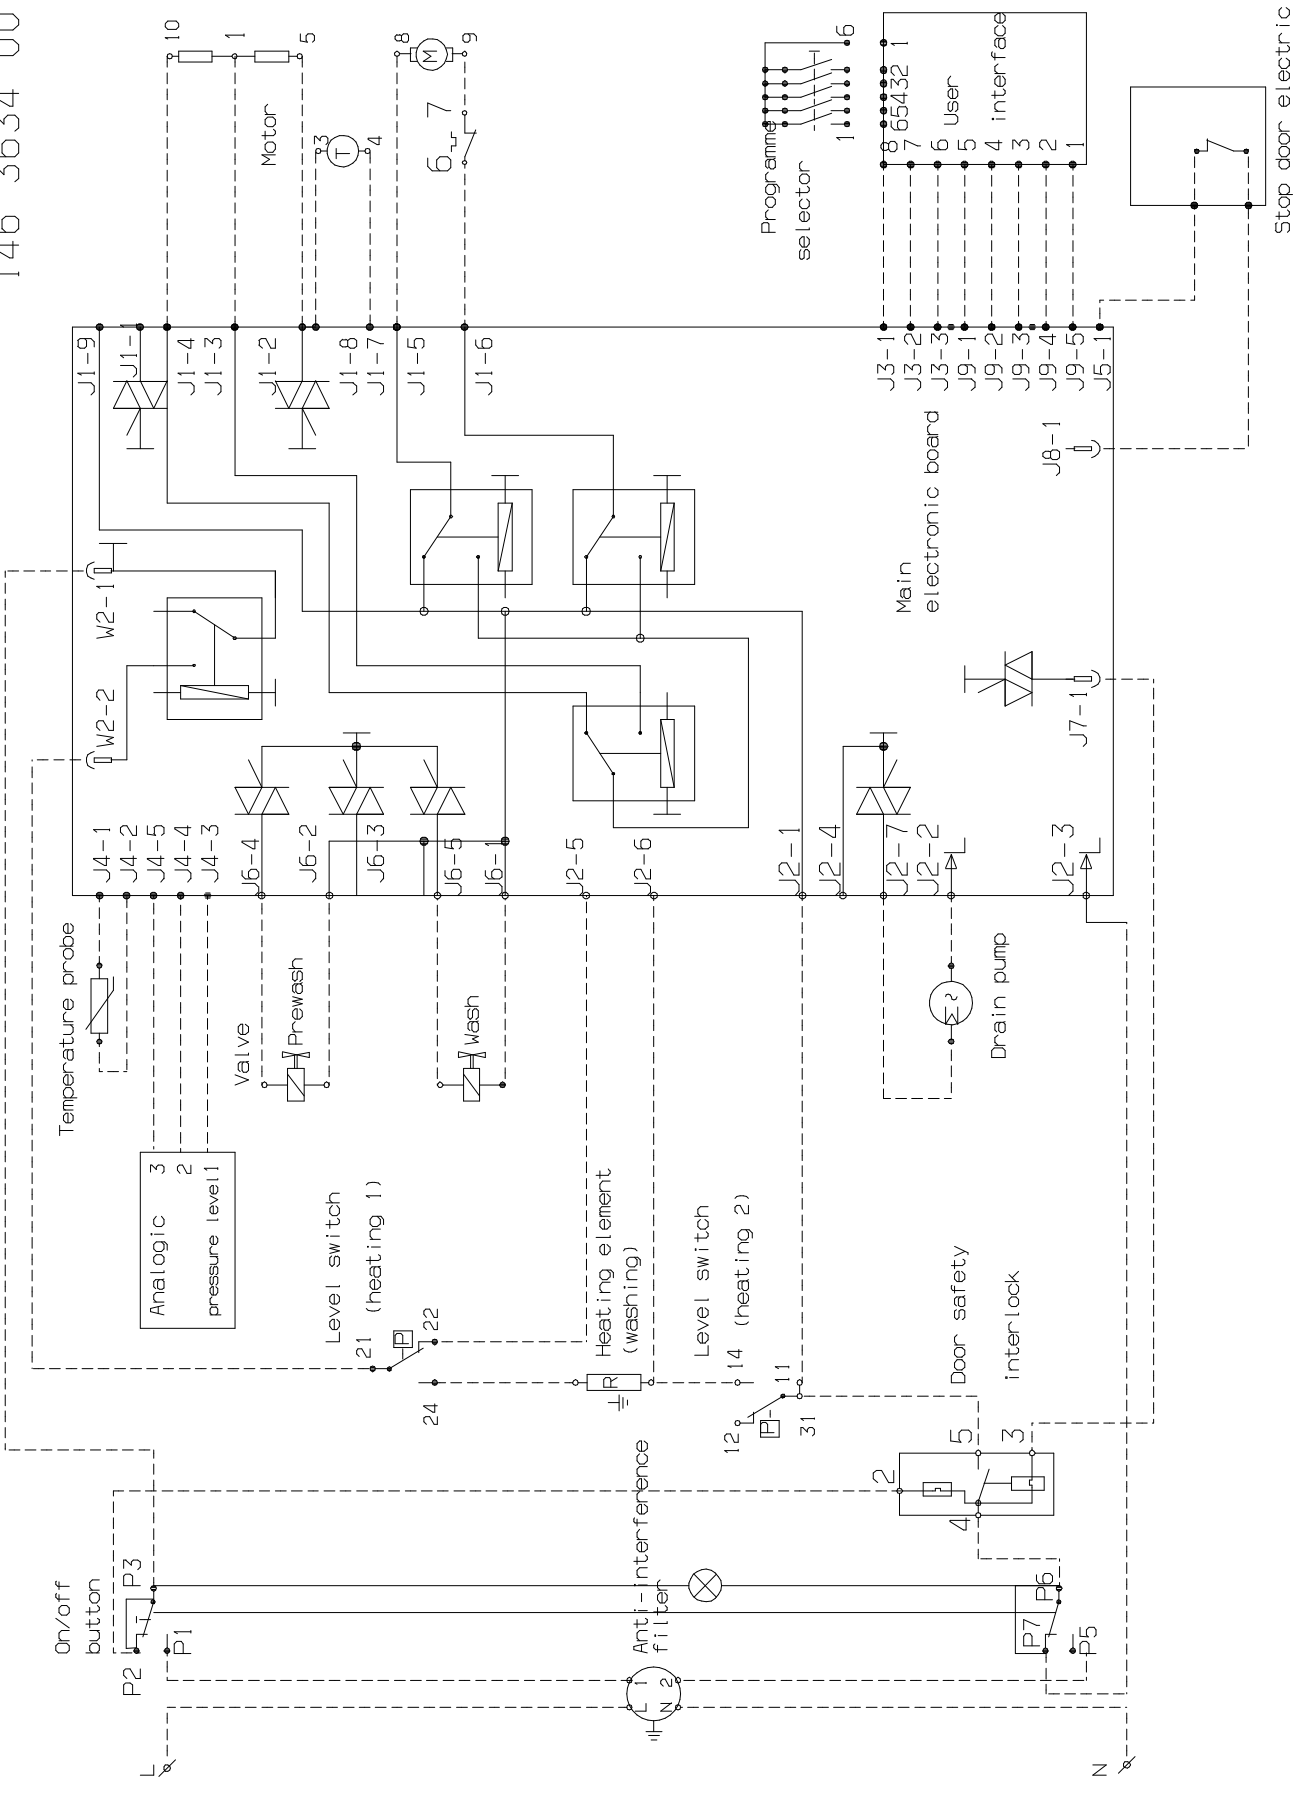 146 3634 00
10
1
5
Motor
3
4
T
8
9
M
6
7
Programme
selector
6
1
1
65432
8
User
interface
7
6
5
4
3
2
1
Stop door electric
J1-9
J1-1
J1-4
J1-3
J1-2
J1-8
J1-7
J1-5
J1-6
J3-1
J3-2
J3-3
J9-1
J9-2
J9-3
J9-4
J9-5
J5-1
J8-1
Main
electronic board
W2-1
W2-2
J7-1
J4-1
J4-2
J4-5
J4-4
J4-3
J6-4
J6-2
J6-3
J6-5
J6-1
J2-5
J2-6
J2-1
J2-4
J2-7
J2-2
L
J2-3
L
Temperature probe
Valve
Prewash
Wash
Drain pump
Analogic
pressure level
3
2
1
Level switch
(heating 1)
21
22
24
P
Heating element
(washing)
R
Level switch
(heating 2)
14
11
12
31
P
Door safety
interlock
2
5
3
4
On/off
button
P3
P2
P1
Anti-interference
filter
L 1
N 2
P6
P7
P5
L
N